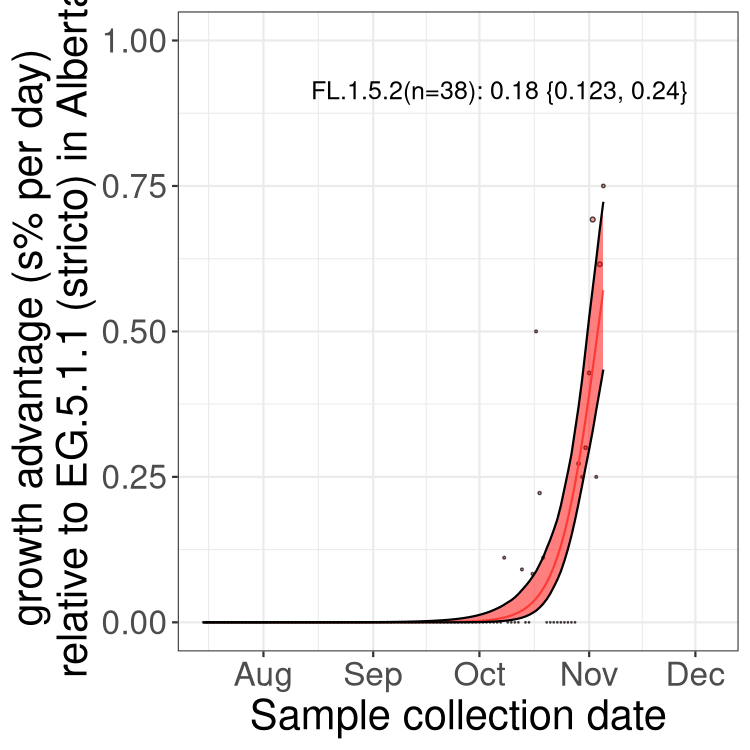 growth advantage (s% per day)
relative to EG.5.1.1 (stricto) in Alberta
1.00
0.75
0.50
0.25
0.00
FL.1.5.2(n=38): 0.18 {0.123, 0.24}
Aug Sep Oct Nov Dec
Sample collection date